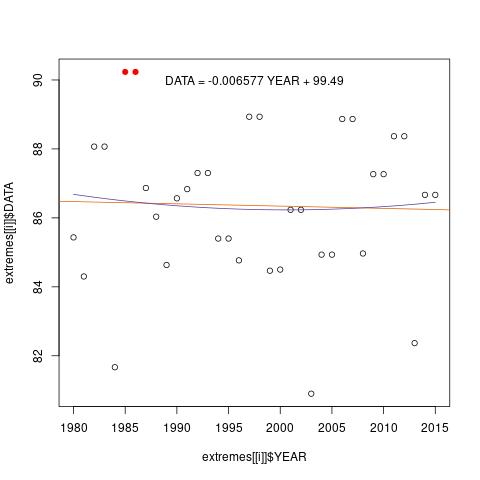 DATA = -0.006577 YEAR + 99.49
90
88
86
84
82
extremes[[i]]$DATA
1980 1985 1990 1995 2000 2005 2010 2015
extremes[[i]]$YEAR